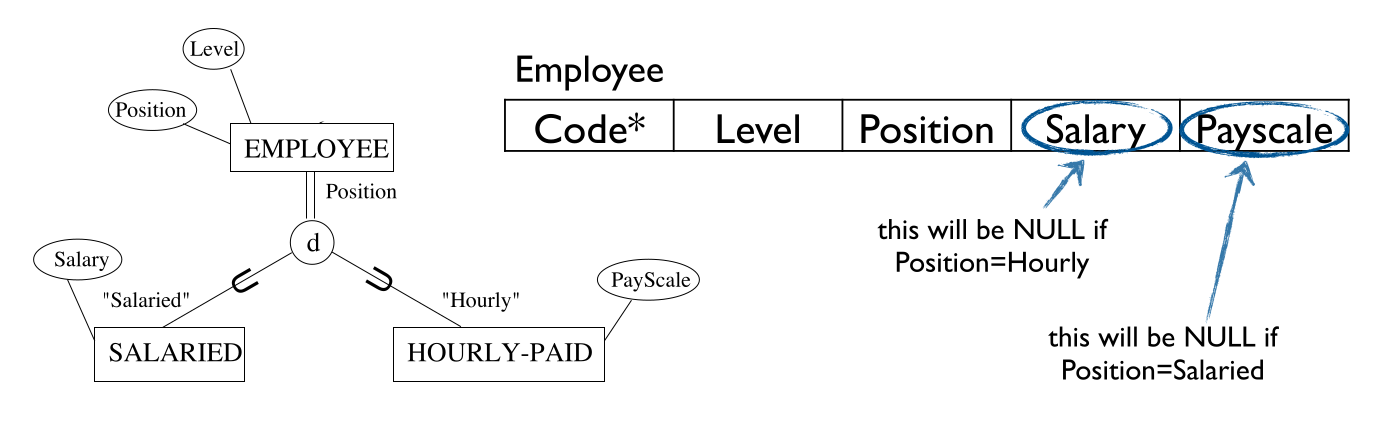 Level
Position
EMPLOYEE
Position
d
Salary
"Salaried"
"Hourly"
PayScale
SALARIED
HOURLY-PAID
Employee
Code* Level Position Salary Payscale
this will be NULL if
Position=Hourly
this will be NULL if
Position=Salaried